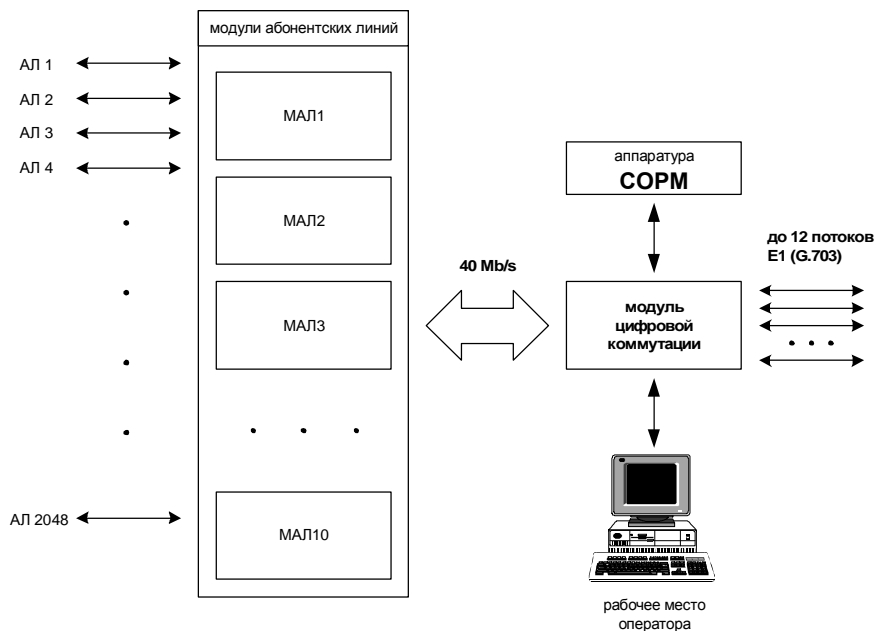 модули абонентских линий
АЛ 1
АЛ 2
АЛ 3
АЛ 4
АЛ 2048
МАЛ1
МАЛ2
МАЛ3
МАЛ10
40 Mb/s
аппаратура
СОРМ
модуль
цифровой
коммутации
до 12 потоков
E1 (G.703)
рабочее место
оператора